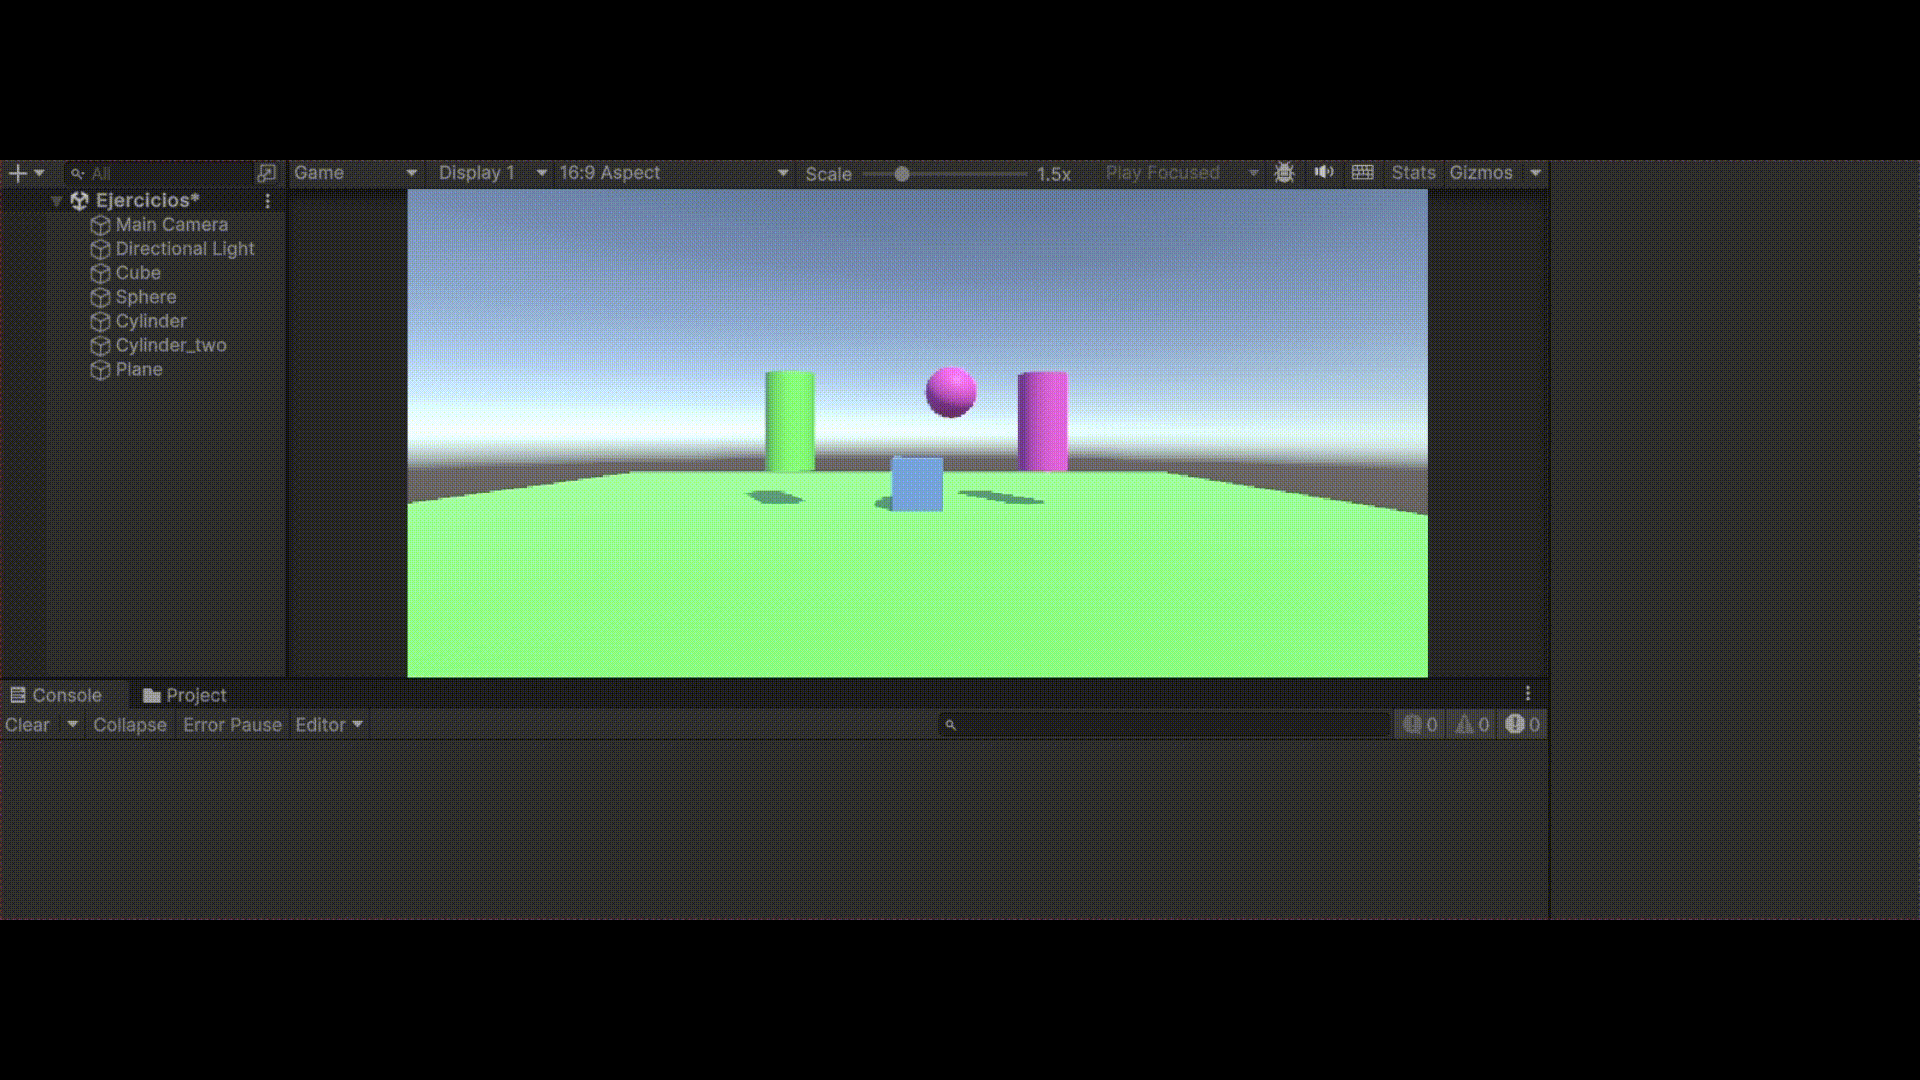 All
Game
Display 1
16:9 Aspect
Scale
1.5x
Play Focused
Stats
Gizmos
Ejercicios*
Main Camera
Directional Light
Cube
Sphere
Cylinder
Cylinder_two
Plane
Console
Project
Clear
Collapse
Error Pause
Editor
0
0
0